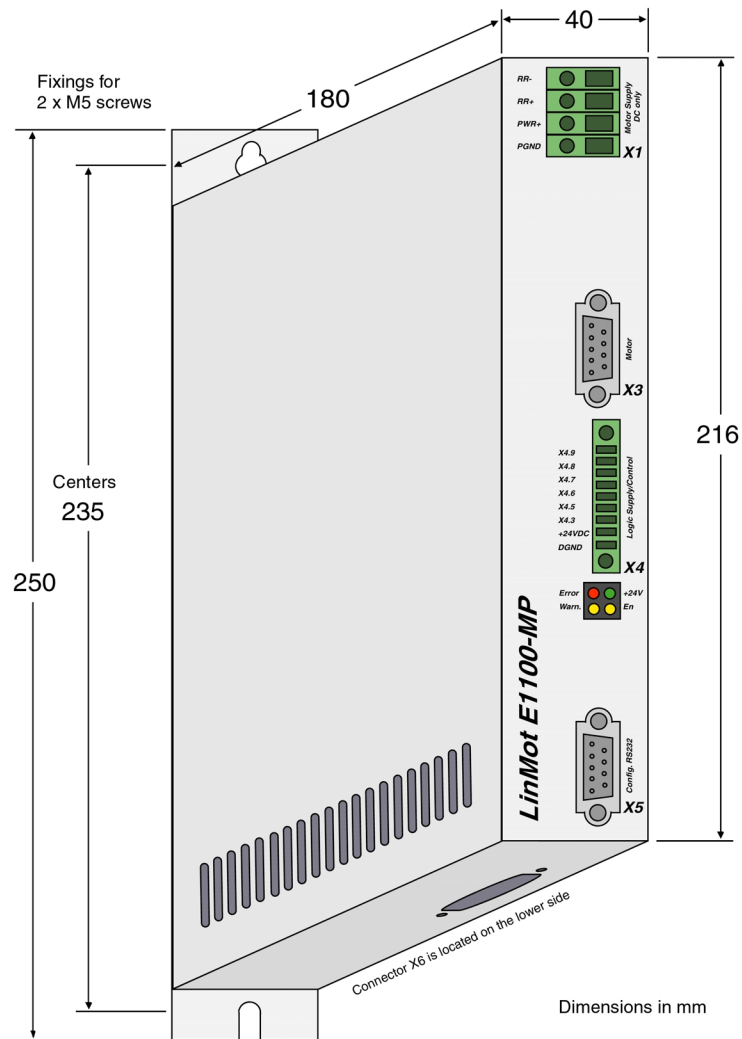 40
180
Fixings for
2 x M5 screws
RR-
RR+
PWR+
PGND
Motor Supply
DC only
X1
Motor
X3
216
Centers
235
250
X4.9
X4.8
X4.7
X4.6
X4.5
X4.3
+24VDC
DGND
Logic Supply/Control
X4
Error
+24V
Warn.
En
LinMot E1100-MP
Config. RS232
X5
Connector X6 is located on the lower side
Dimensions in mm